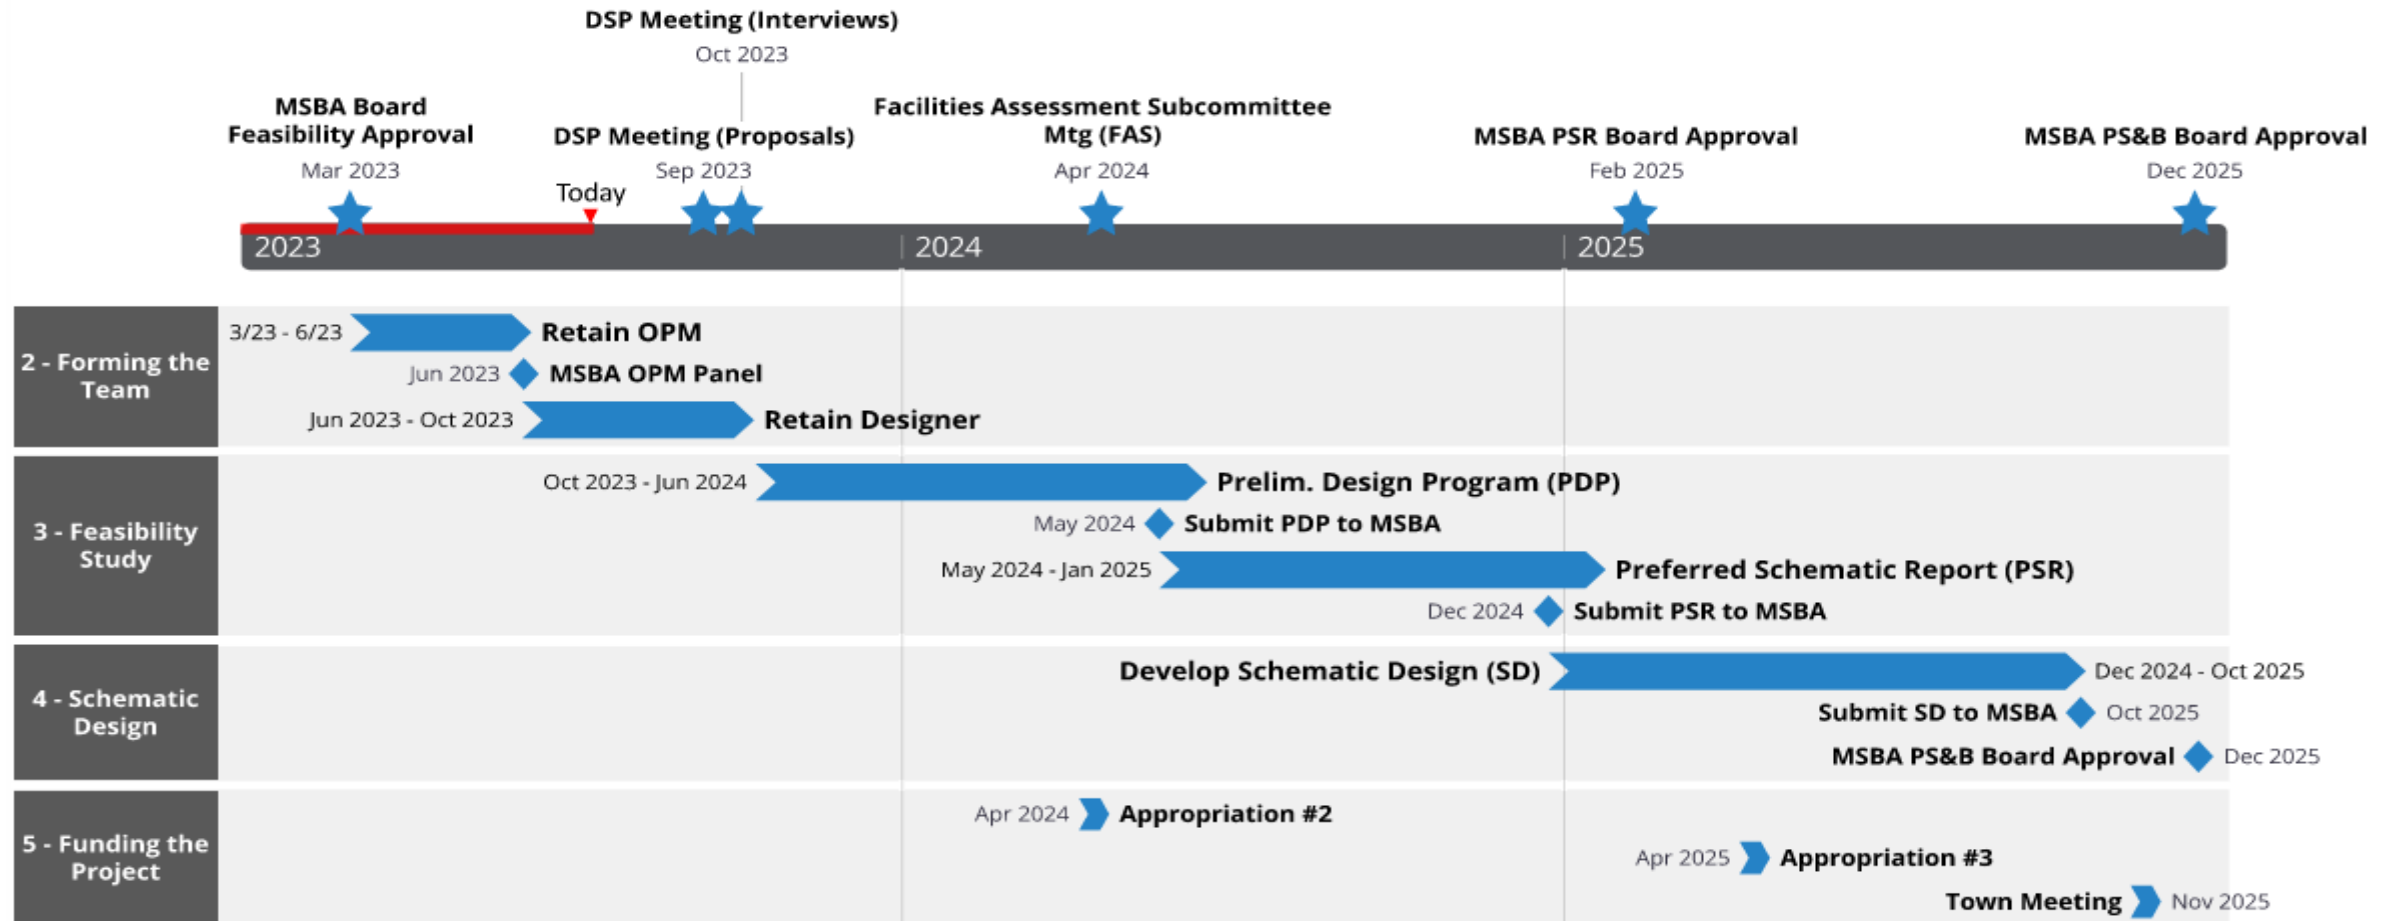 DSP Meeting (Interviews)
Oct 2023
MSBA Board
Feasibility Approval
Mar 2023
Today
DSP Meeting (Proposals)
Sep 2023
Facilities Assessment Subcommittee
Mtg (FAS)
Apr 2024
MSBA PSR Board Approval
Feb 2025
MSBA PS&B Board Approval
Dec 2025
2023
2024
2025
2 - Forming the
Team
3/23 - 6/23
Retain OPM
Jun 2023
MSBA OPM Panel
Jun 2023 - Oct 2023
Retain Designer
3 - Feasibility
Study
Oct 2023 - Jun 2024
Prelim. Design Program (PDP)
May 2024
Submit PDP to MSBA
May 2024 - Jan 2025
Preferred Schematic Report (PSR)
Dec 2024
Submit PSR to MSBA
4 - Schematic
Design
Develop Schematic Design (SD)
Dec 2024 - Oct 2025
Submit SD to MSBA
Oct 2025
MSBA PS&B Board Approval
Dec 2025
5 - Funding the
Project
Apr 2024
Appropriation #2
Apr 2025
Appropriation #3
Town Meeting
Nov 2025